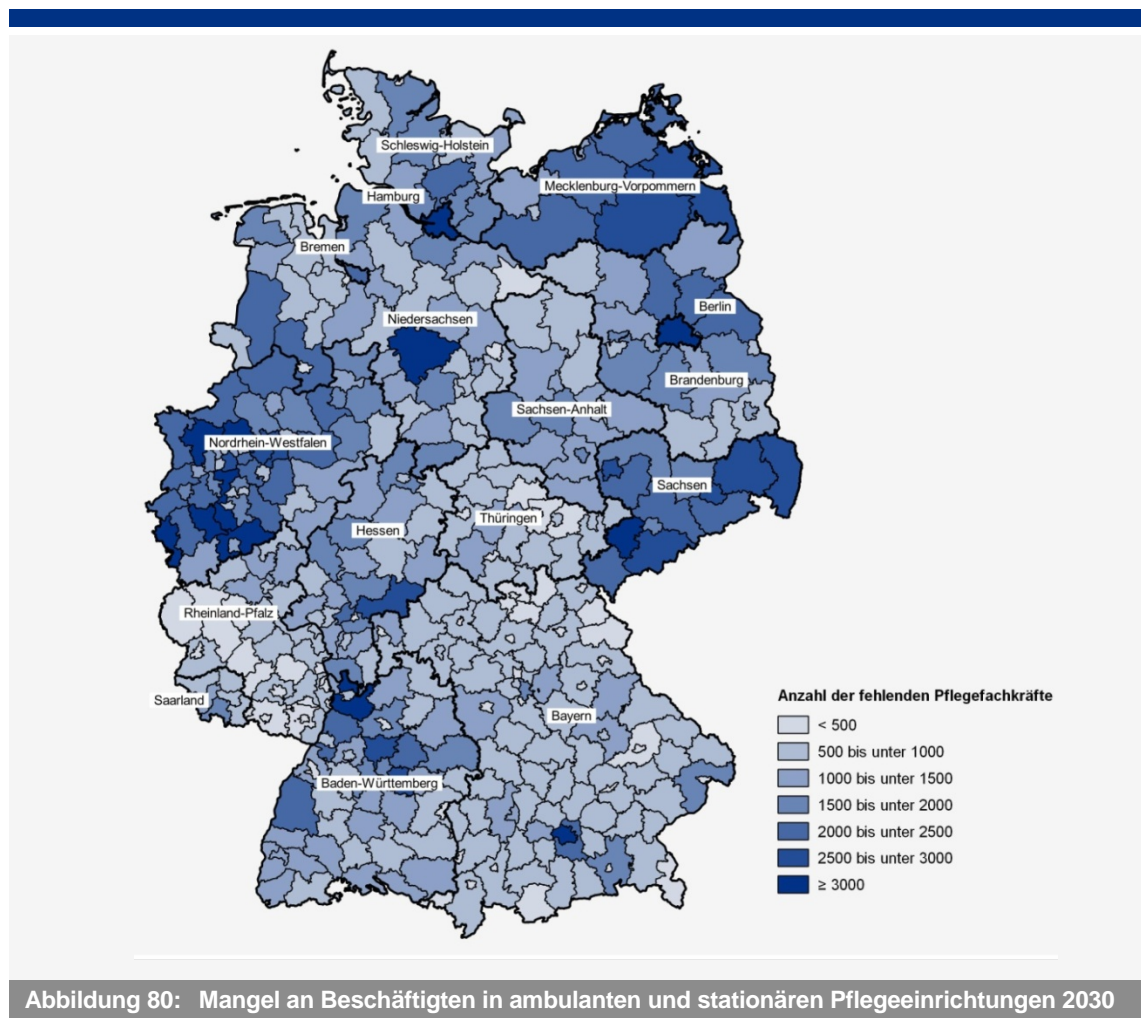 Schleswig-Holstein
Mecklenburg-Vorpommern
Hamburg
Bremen
Berlin
Niedersachsen
Brandenburg
Sachsen-Anhalt
Nordrhein-Westfalen
Sachsen
Thüringen
Hessen
Rheinland-Pfalz
Saarland
Bayern
Baden-Württemberg
Anzahl der fehlenden Pflegefachkräfte
< 500
500 bis unter 1000
1000 bis unter 1500
1500 bis unter 2000
2000 bis unter 2500
2500 bis unter 3000
≥ 3000
Abbildung 80: Mangel an Beschäftigten in ambulanten und stationären Pflegeeinrichtungen 2030